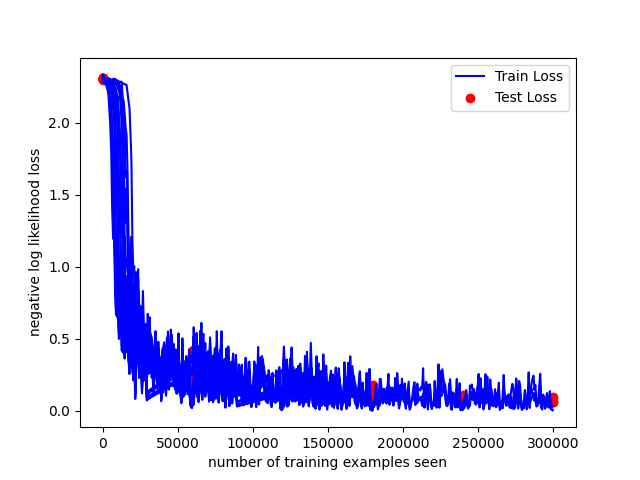 Train Loss
Test Loss
negative log likelihood loss
2.0
1.5
1.0
0.5
0.0
0 50000 100000 150000 200000 250000 300000
number of training examples seen